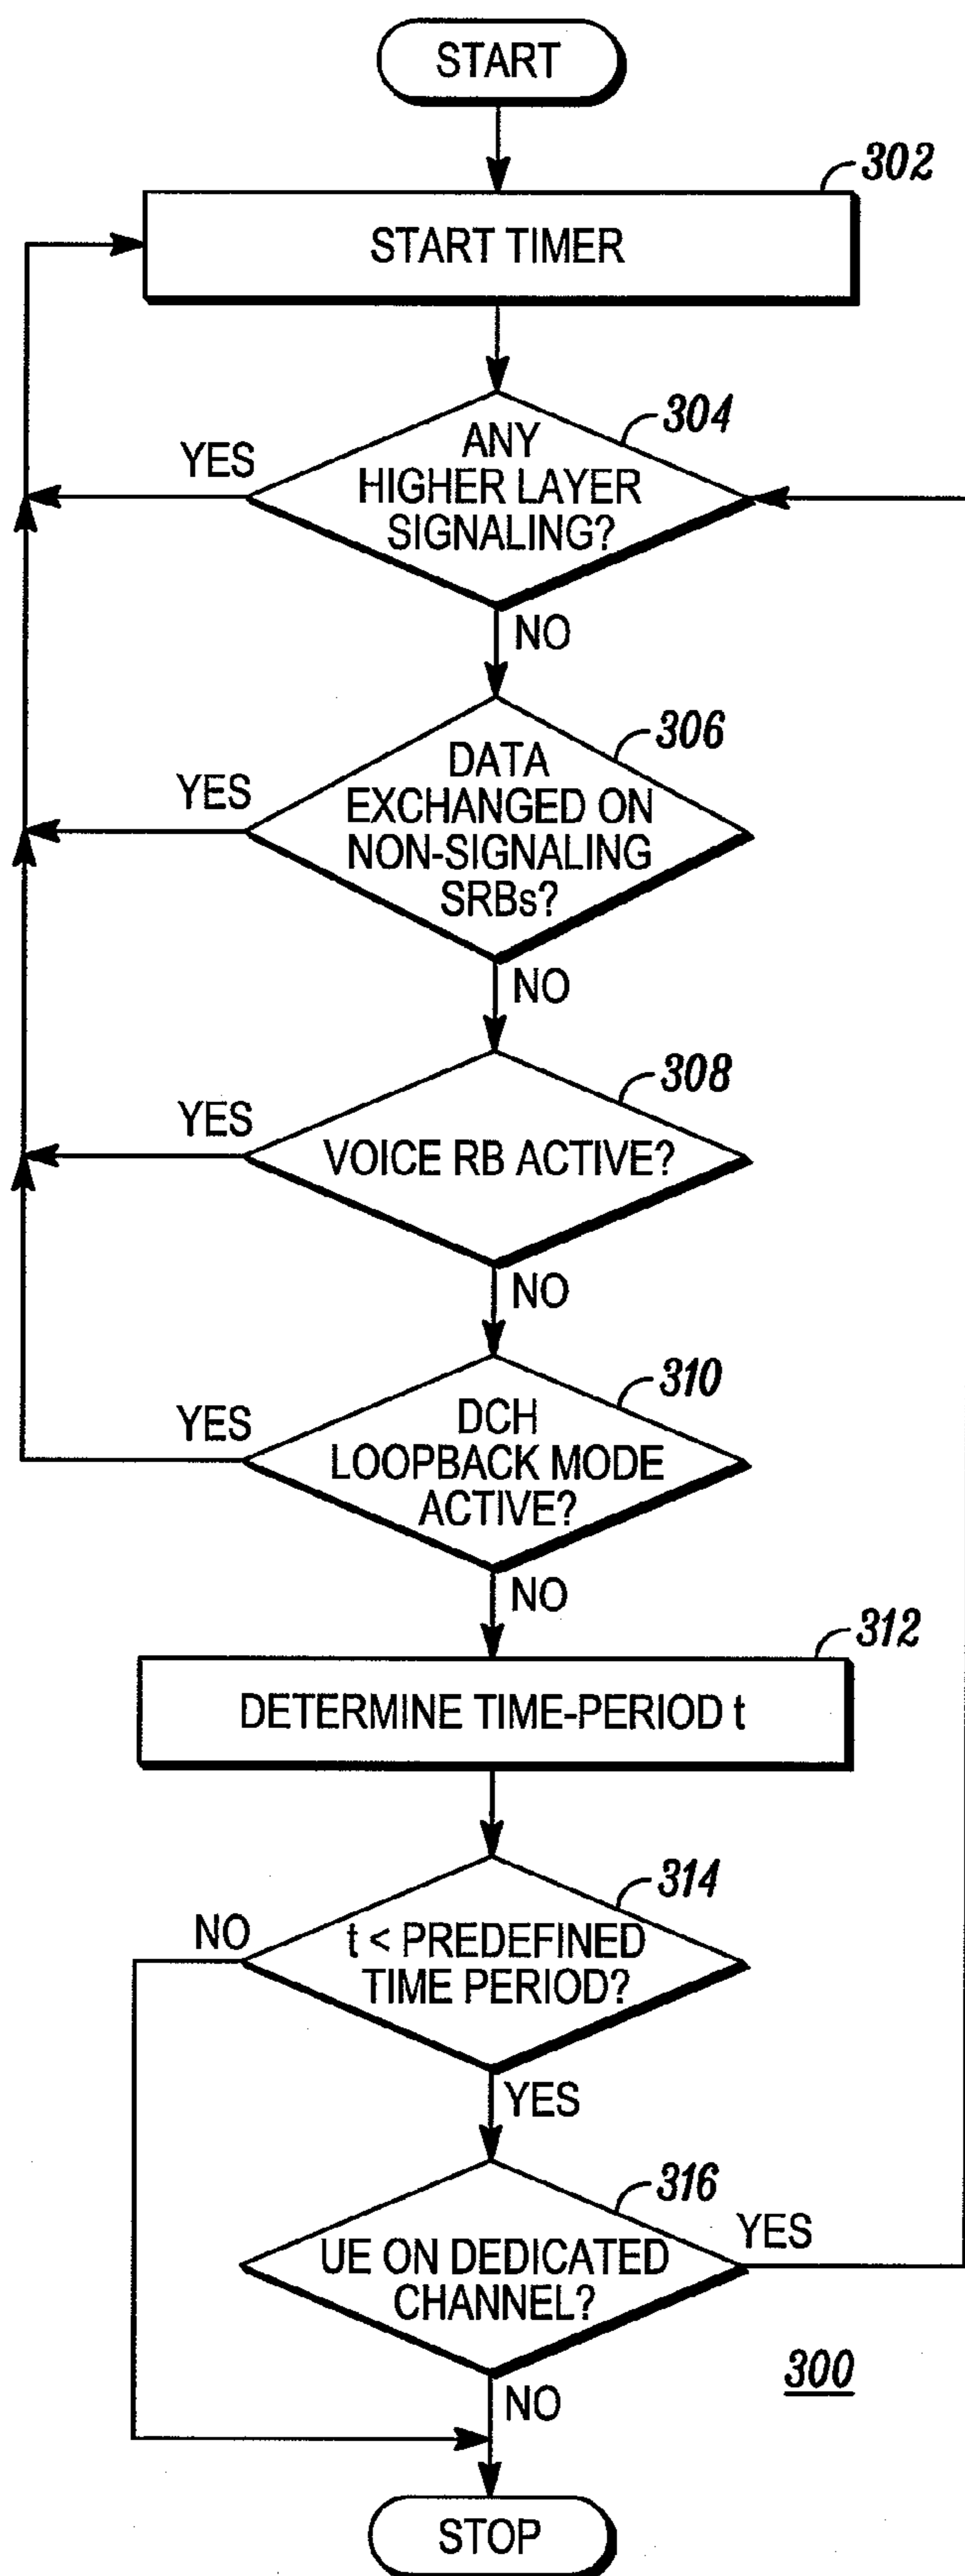 START
302
START TIMER
304
YES
ANY
HIGHER LAYER
SIGNALING?
NO
306
YES
DATA
EXCHANGED ON
NON-SIGNALING
SRBs?
NO
308
YES
VOICE RB ACTIVE?
NO
310
YES
DCH
LOOPBACK MODE
ACTIVE?
NO
312
DETERMINE TIME-PERIOD t
314
NO
t < PREDEFINED
TIME PERIOD?
YES
316
YES
UE ON DEDICATED
CHANNEL?
300
NO
STOP